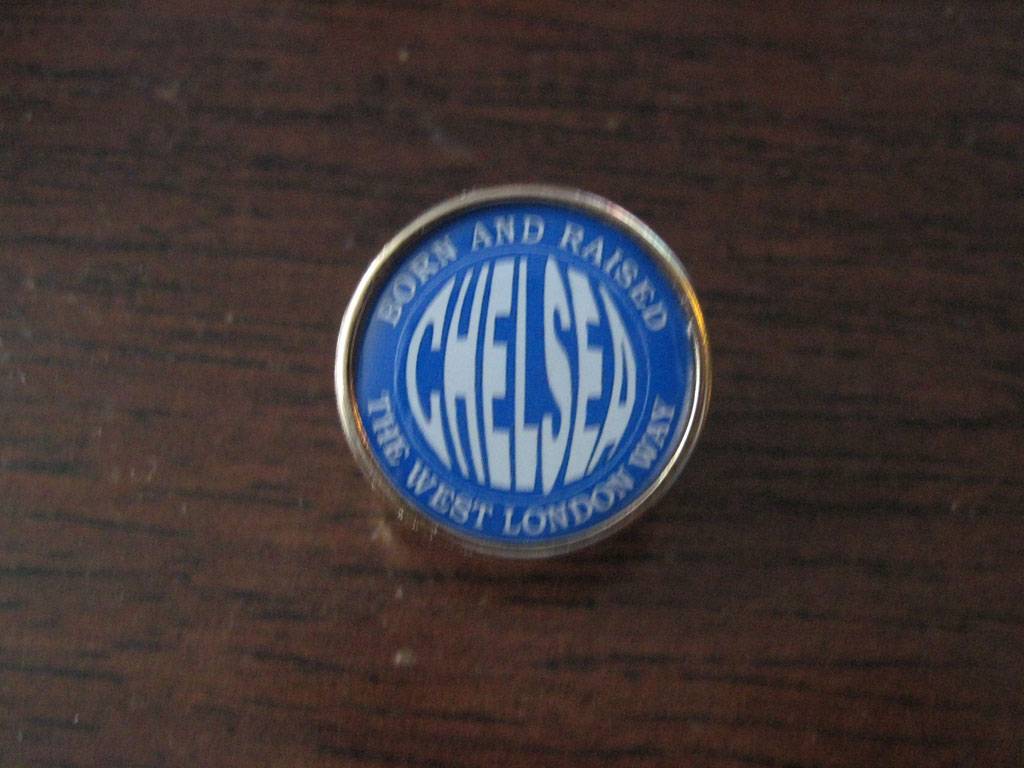 BORN AND RAISED
CHELSEA
THE WEST LONDON WAY